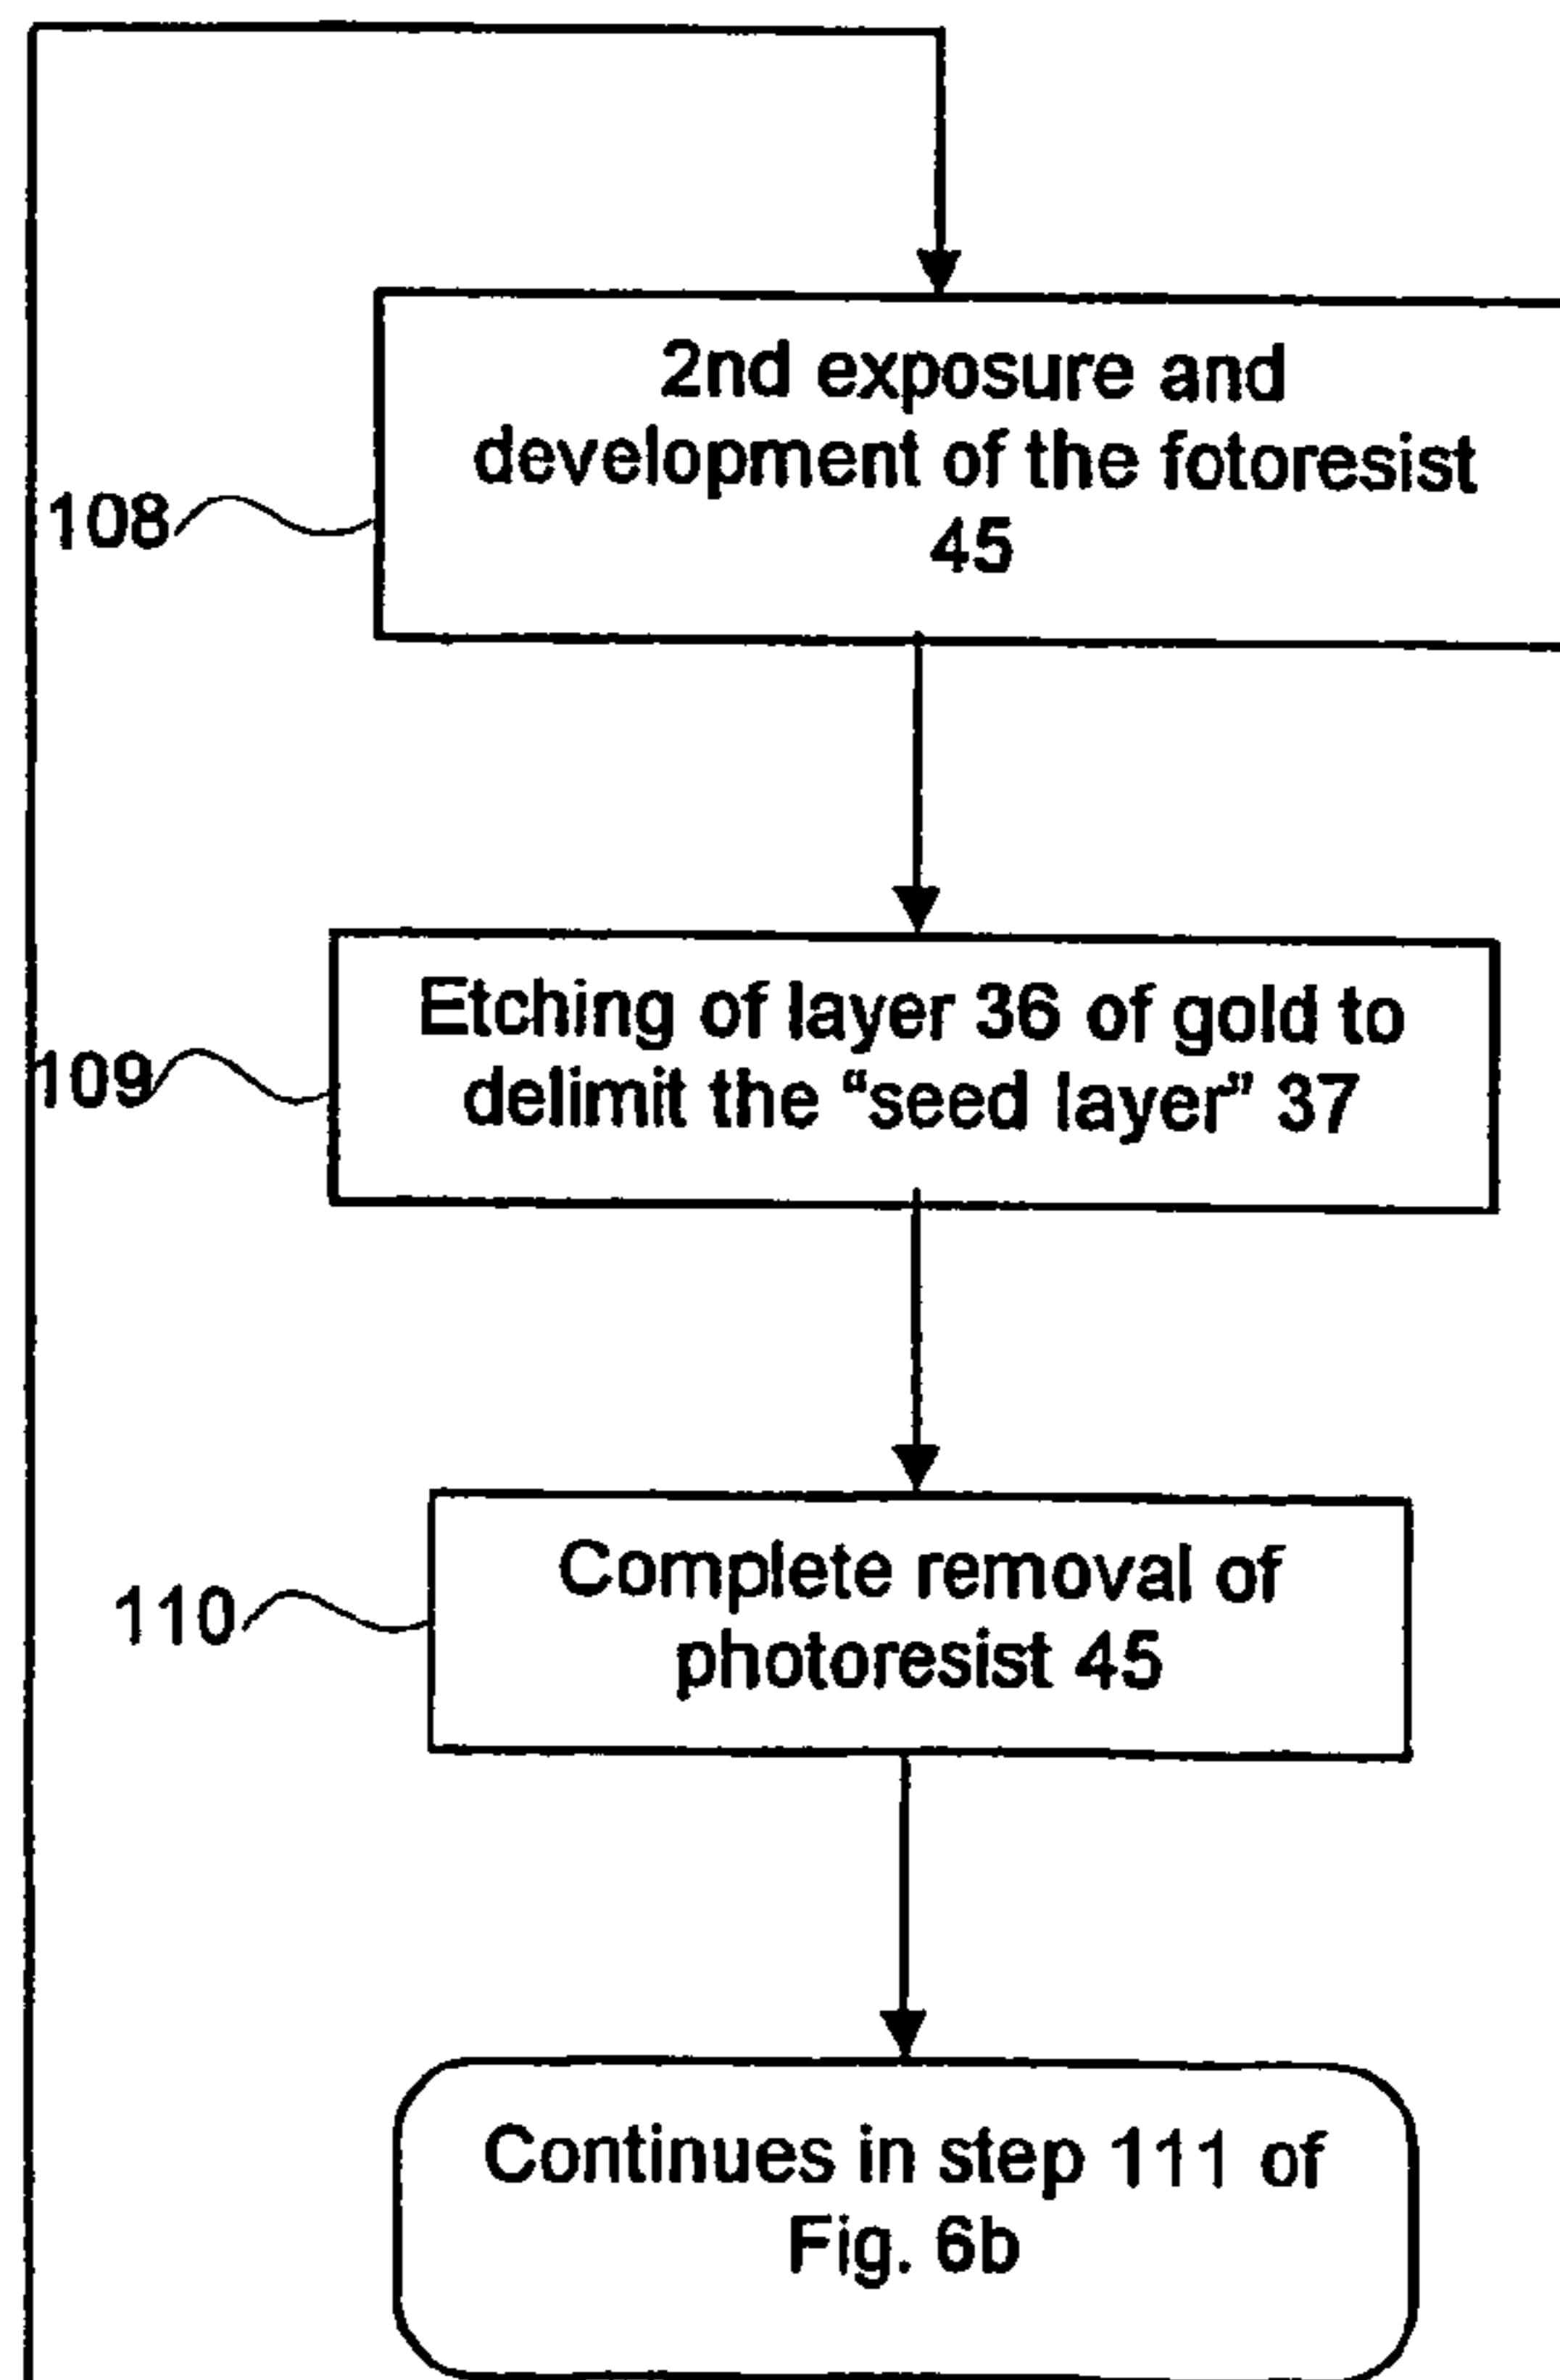 2nd exposure and
development of the fotoresist
45
108
Etching of layer 36 of gold to
delimit the “seed layer” 37
109
Complete removal of
photoresist 45
110
Continues in step 111 of
Fig. 6b